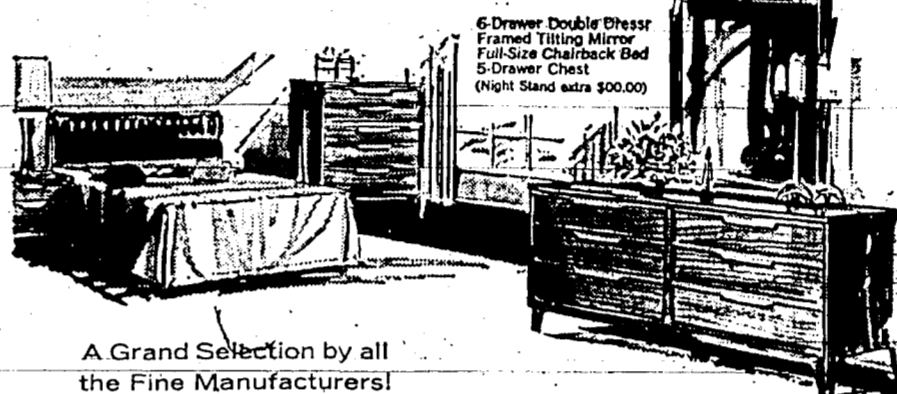 6-Drawer Double Dressr
Framed Tilting Mirror
Full-Size Chairback Bed
5-Drawer Chest
(Night Stand extra $00.00)
A Grand Selection by all
the Fine Manufacturers!